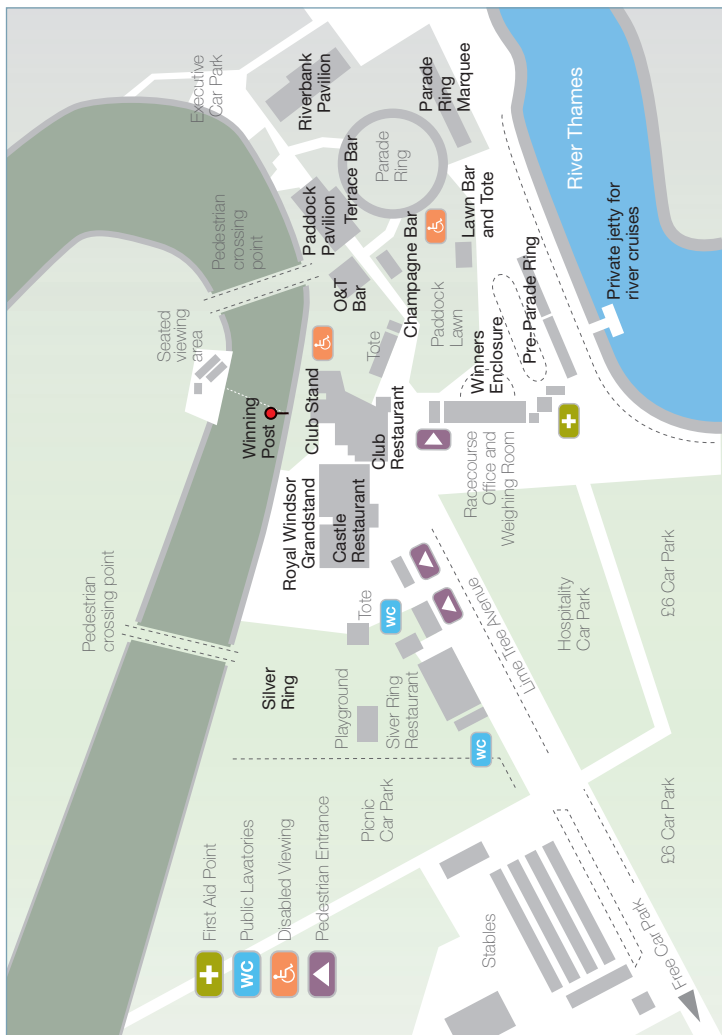 First Aid Point
WC
Public Lavatories
Disabled Viewing
Pedestrian Entrance
Pedestrian
crossing point
Pedestrian
crossing
point
Executive
Car Park
Seated
viewing
area
Winning
Post
Silver
Ring
Playground
Tote
WC
Siver Ring
Restaurant
WC
Picnic
Car Park
Royal Windsor
Grandstand
Castle
Restaurant
Club Stand
Club
Restaurant
Tote
O&T
Bar
Paddock
Pavilion
Terrace Bar
Riverbank
Pavilion
Parade
Ring
Parade
Ring
Marquee
Champagne Bar
Lawn Bar
and Tote
Paddock
Lawn
Winners
Enclosure
Pre-Parade Ring
Racecourse
Office and
Weighing Room
River Thames
Private jetty for
river cruises
Lime Tree Avenue
Hospitality
Car Park
£6 Car Park
£6 Car Park
Stables
Free Car Park